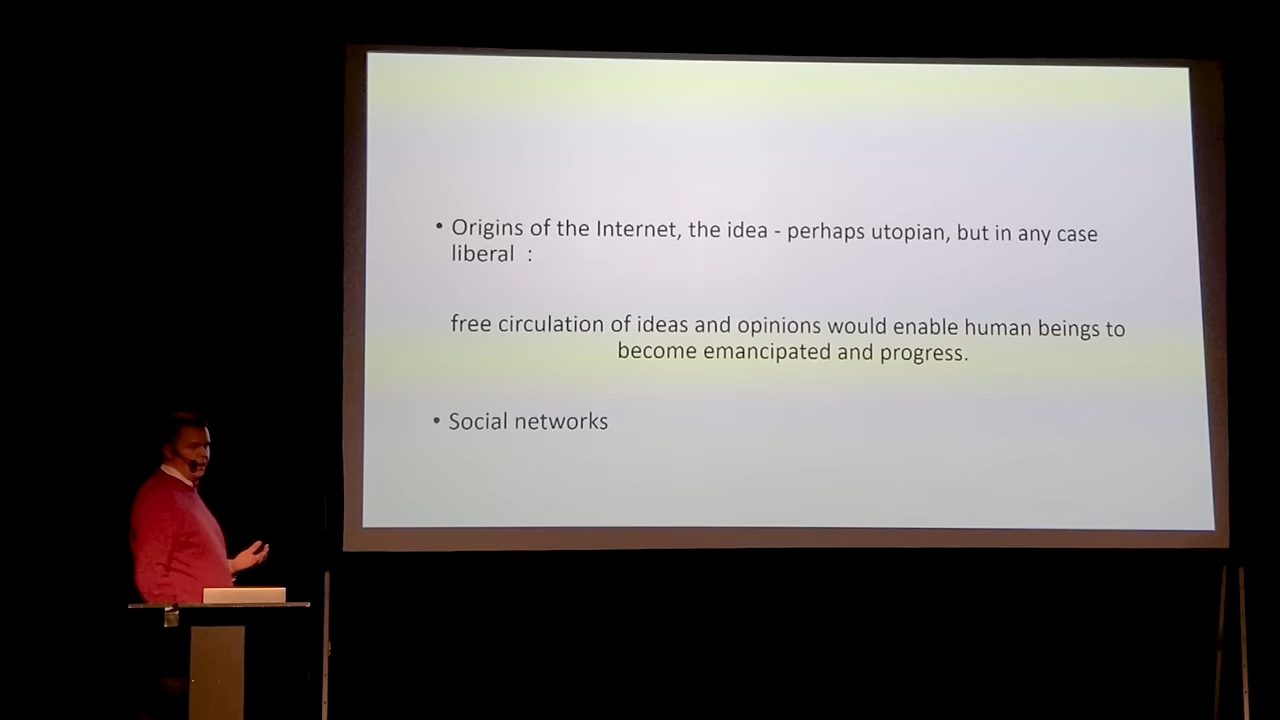 • Origins of the Internet, the idea - perhaps utopian, but in any case
liberal :
free circulation of ideas and opinions would enable human beings to
become emancipated and progress.
• Social networks